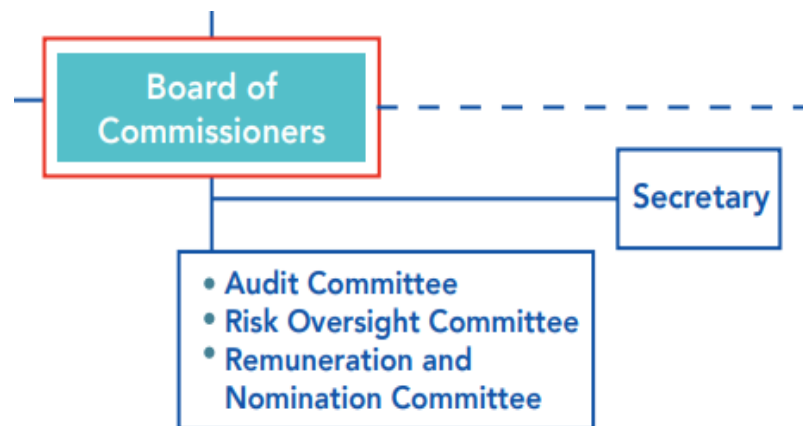 Board of
Commissioners
Secretary
• Audit Committee
• Risk Oversight Committee
• Remuneration and
Nomination Committee